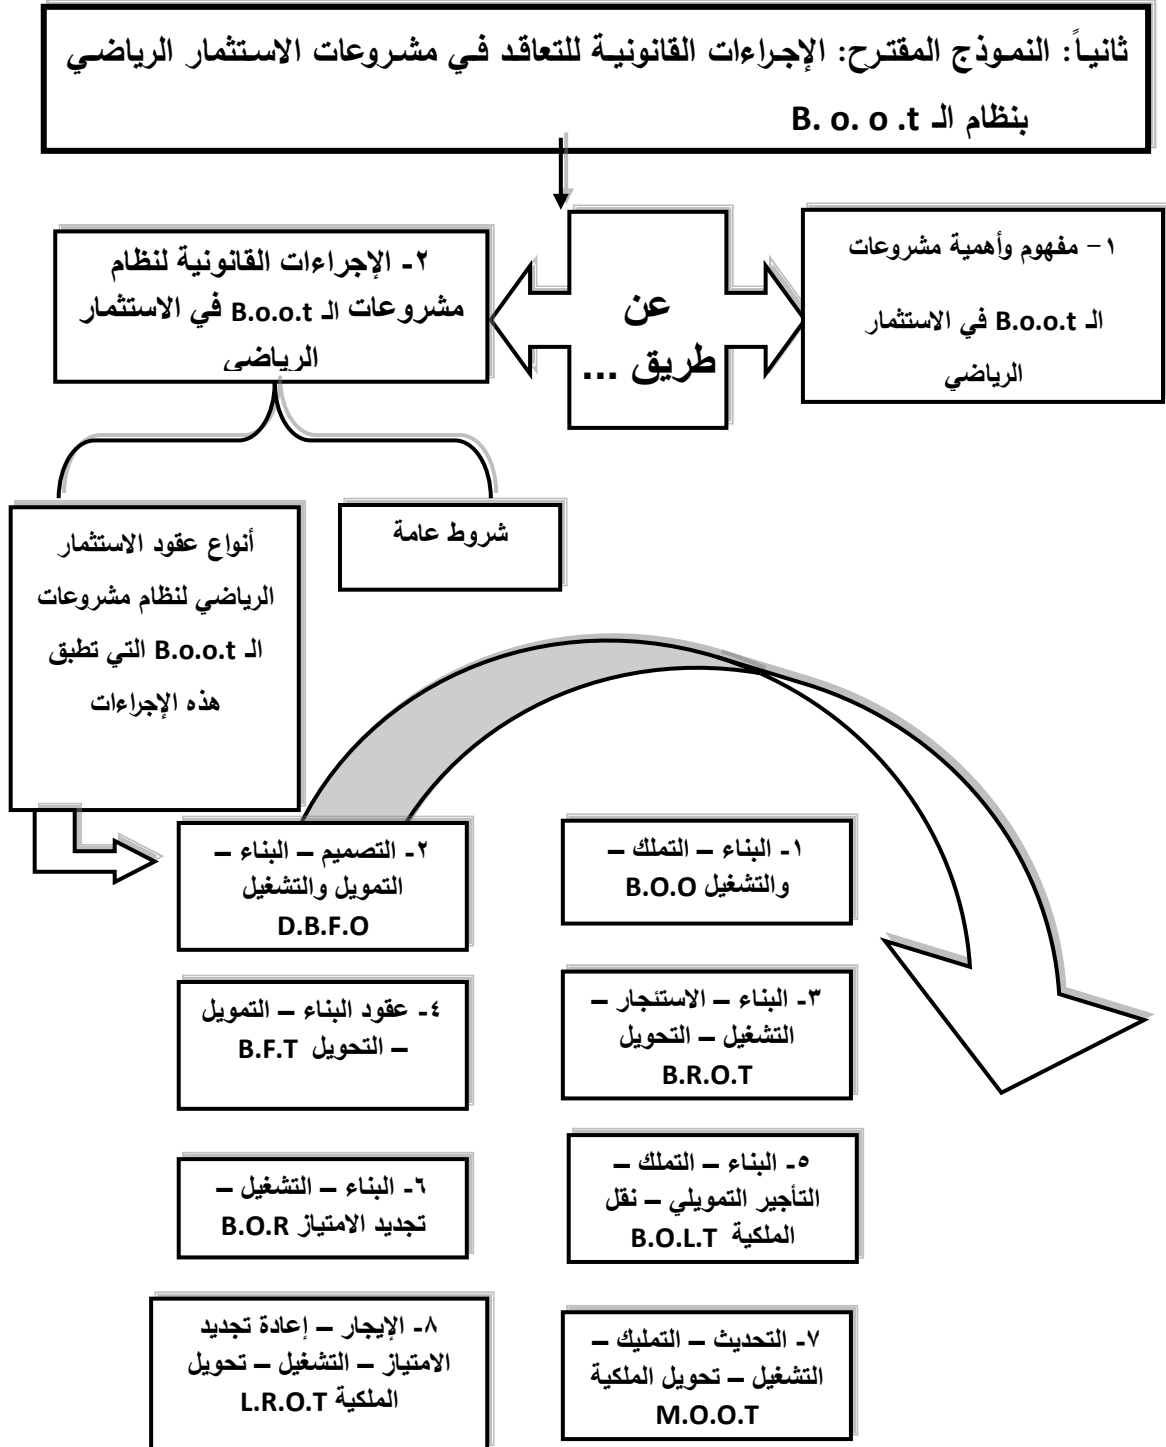 ثانياً: النموذج المقترح: الإجراءات القانونية للتعاقد في مشروعات الاستثمار الرياضي
بنظام الـ B. o. o .t
١- مفهوم وأهمية مشروعات
الـ B.o.o.t في الاستثمار
الرياضي
عن
طريق ...
٢- الإجراءات القانونية لنظام
مشروعات الـ B.o.o.t في الاستثمار
الرياضي
شروط عامة
أنواع عقود الاستثمار
الرياضي لنظام مشروعات
الـ B.o.o.t التي تطبق
هذه الإجراءات
١- البناء – التملك –
والتشغيل B.O.O
٢- التصميم – البناء –
التمويل والتشغيل
D.B.F.O
٣- البناء – الاستئجار –
التشغيل – التحويل
B.R.O.T
٤- عقود البناء – التمويل
– التحويل B.F.T
٥- البناء – التملك –
التأجير التمويلي – نقل
الملكية B.O.L.T
٦- البناء – التشغيل –
تجديد الامتياز B.O.R
٧- التحديث – التمليك –
التشغيل – تحويل الملكية
M.O.O.T
٨- الإيجار – إعادة تجديد
الامتياز – التشغيل – تحويل
الملكية L.R.O.T